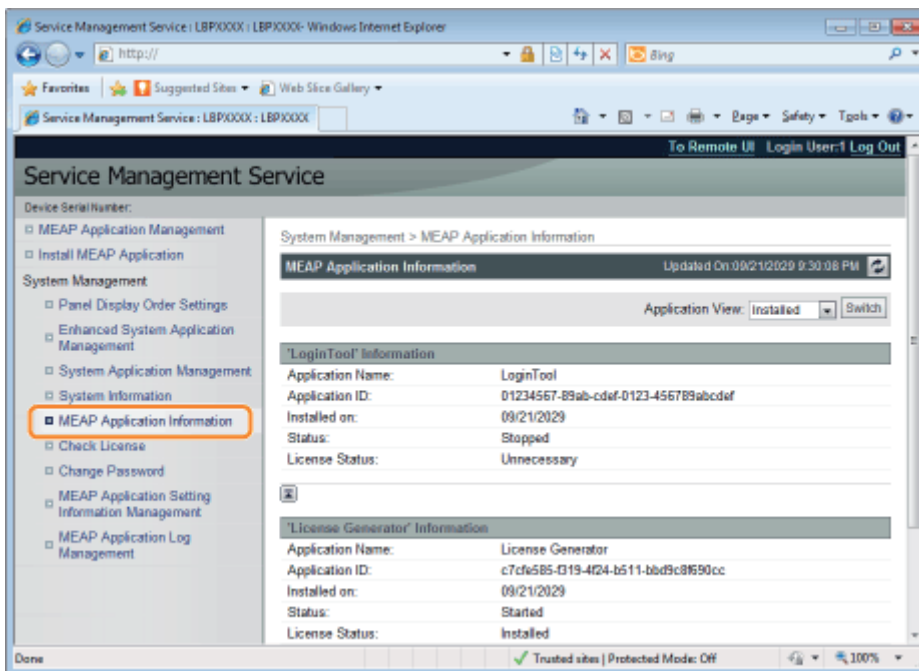 Service Management Service : LBPXXXX : LBPXXXX- Windows Internet Explorer
http://
Bing
Favorites
Suggested Sites
Web Slice Gallery
Service Management Service : LBPXXXX : LBPXXXX
Page
Safety
Tools
To Remote UI
Login User:1
Log Out
Service Management Service
Device Serial Number:
MEAP Application Management
Install MEAP Application
System Management
Panel Display Order Settings
Enhanced System Application
Management
System Application Management
System Information
MEAP Application Information
Check License
Change Password
MEAP Application Setting
Information Management
MEAP Application Log
Management
System Management > MEAP Application Information
MEAP Application Information
Updated On:09/21/2029 9:30:08 PM
Application View: Installed
Switch
'LoginTool' Information
Application Name: LoginTool
Application ID: 01234567-89ab-cdef-0123-456789abcdef
Installed on: 09/21/2029
Status: Stopped
License Status: Unnecessary
'License Generator' Information
Application Name: License Generator
Application ID: c7cfe585-f319-4f24-b511-bbd9c8f690cc
Installed on: 09/21/2029
Status: Started
License Status: Installed
Done
Trusted sites | Protected Mode: Off
100%